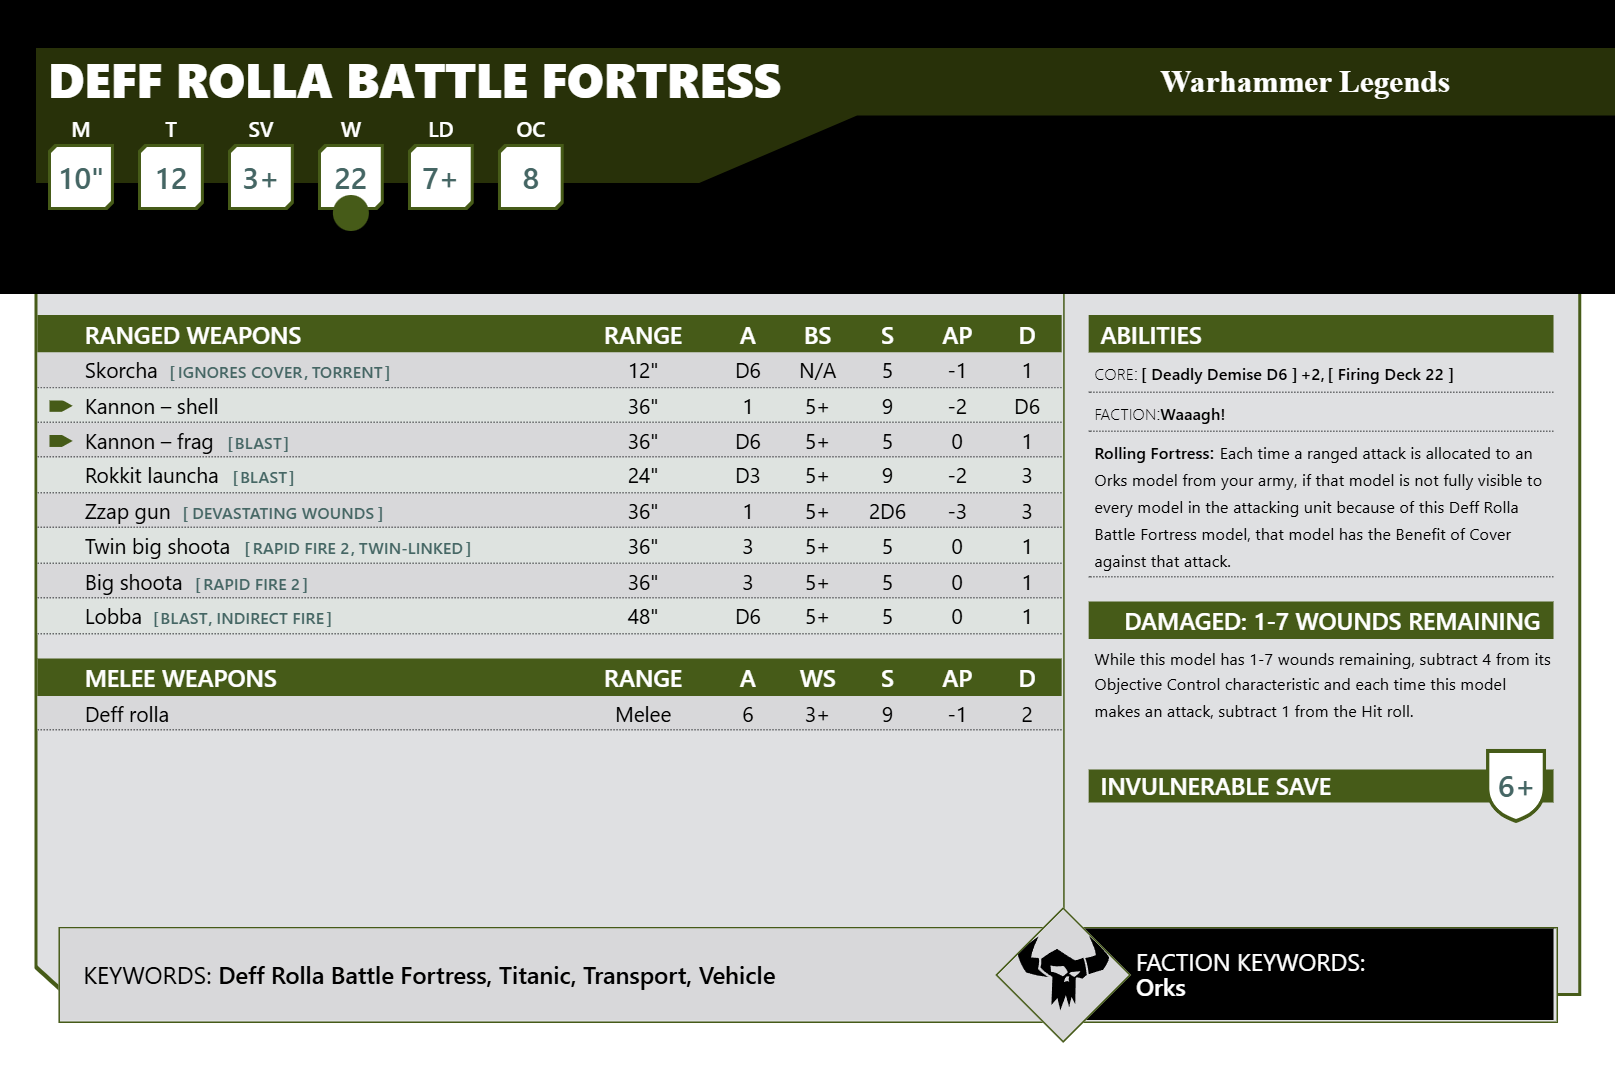 DEFF ROLLA BATTLE FORTRESS
Warhammer Legends
M T SV W LD OC
10" 12 3+ 22 7+ 8
RANGED WEAPONS RANGE A BS S AP D
Skorcha [IGNORES COVER, TORRENT] 12" D6 N/A 5 -1 1
Kannon – shell 36" 1 5+ 9 -2 D6
Kannon – frag [BLAST] 36" D6 5+ 5 0 1
Rokkit launcha [BLAST] 24" D3 5+ 9 -2 3
Zzap gun [DEVASTATING WOUNDS] 36" 1 5+ 2D6 -3 3
Twin big shoota [RAPID FIRE 2, TWIN-LINKED] 36" 3 5+ 5 0 1
Big shoota [RAPID FIRE 2] 36" 3 5+ 5 0 1
Lobba [BLAST, INDIRECT FIRE] 48" D6 5+ 5 0 1
MELEE WEAPONS RANGE A WS S AP D
Deff rolla Melee 6 3+ 9 -1 2
ABILITIES
CORE: [ Deadly Demise D6 ] +2, [ Firing Deck 22 ]
FACTION:Waaagh!
Rolling Fortress: Each time a ranged attack is allocated to an
Orks model from your army, if that model is not fully visible to
every model in the attacking unit because of this Deff Rolla
Battle Fortress model, that model has the Benefit of Cover
against that attack.
DAMAGED: 1-7 WOUNDS REMAINING
While this model has 1-7 wounds remaining, subtract 4 from its
Objective Control characteristic and each time this model
makes an attack, subtract 1 from the Hit roll.
INVULNERABLE SAVE 6+
KEYWORDS: Deff Rolla Battle Fortress, Titanic, Transport, Vehicle
FACTION KEYWORDS:
Orks